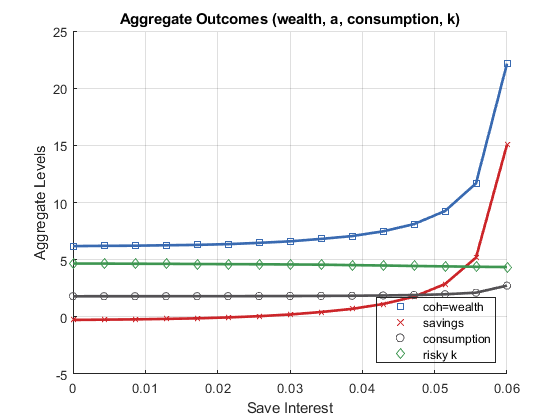 Aggregate Outcomes (wealth, a, consumption, k)
25
20
15
10
5
0
-5
Aggregate Levels
coh=wealth
savings
consumption
risky k
0 0.01 0.02 0.03 0.04 0.05 0.06
Save Interest